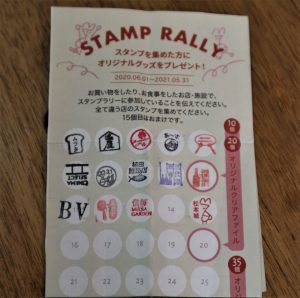 STAMP RALLY
スタンプを集めた方に
オリジナルグッズをプレゼント!
2020.06.01~2021.05.31
お買い物をしたり、お食事をしたお店・施設で、
スタンプラリーに参加していることを伝えてください。
全て違う店のスタンプを集めてください。
15個目はおまけです。
10個
20個
オリジナルクリアファイル
BV
GARDEN
14
松本城
16
17
18
19
20
21
22
23
24
25
35個
オリ